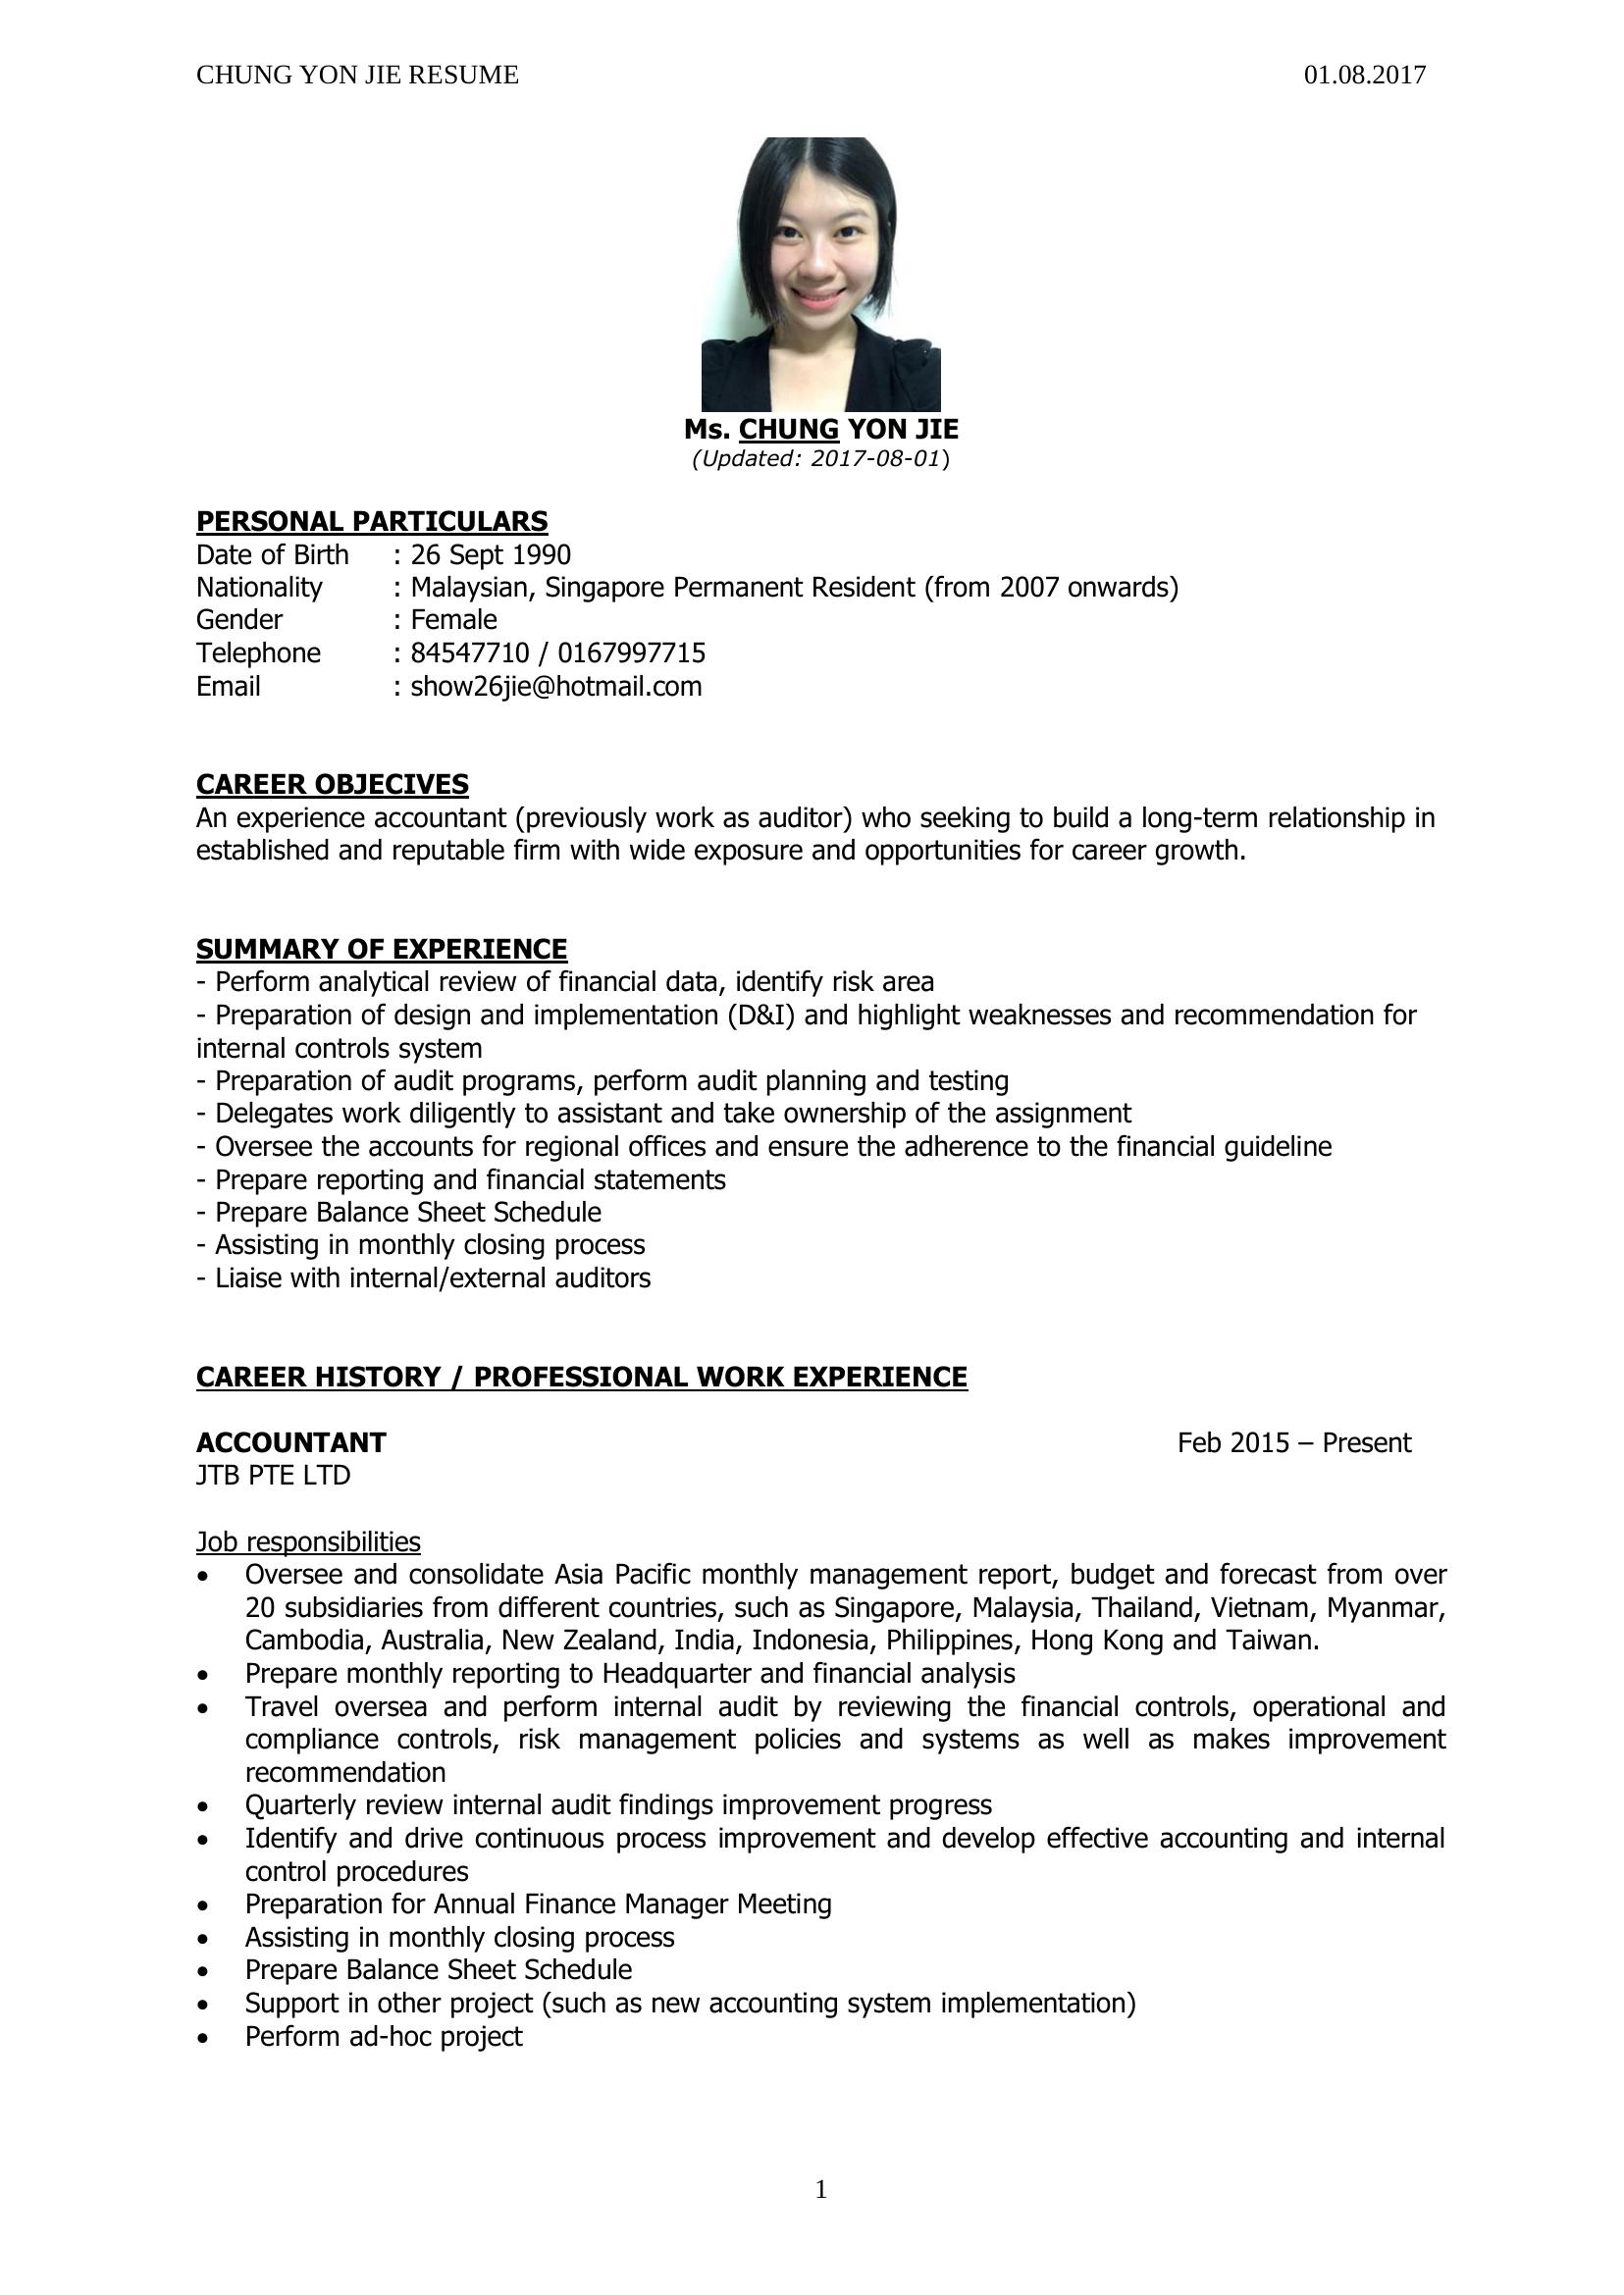 CHUNG YON JIE RESUME 01.08.2017
Ms. CHUNG YON JIE
(Updated: 2017-08-01)
PERSONAL PARTICULARS
Date of Birth : 26 Sept 1990
Nationality : Malaysian, Singapore Permanent Resident (from 2007 onwards)
Gender : Female
Telephone : 84547710 / 0167997715
Email : show26jie@hotmail.com
CAREER OBJECIVES
An experience accountant (previously work as auditor) who seeking to build a long-term relationship in
established and reputable firm with wide exposure and opportunities for career growth.
SUMMARY OF EXPERIENCE
- Perform analytical review of financial data, identify risk area
- Preparation of design and implementation (D&I) and highlight weaknesses and recommendation for
internal controls system
- Preparation of audit programs, perform audit planning and testing
- Delegates work diligently to assistant and take ownership of the assignment
- Oversee the accounts for regional offices and ensure the adherence to the financial guideline
- Prepare reporting and financial statements
- Prepare Balance Sheet Schedule
- Assisting in monthly closing process
- Liaise with internal/external auditors
CAREER HISTORY / PROFESSIONAL WORK EXPERIENCE
ACCOUNTANT Feb 2015 – Present
JTB PTE LTD
Job responsibilities
• Oversee and consolidate Asia Pacific monthly management report, budget and forecast from over
20 subsidiaries from different countries, such as Singapore, Malaysia, Thailand, Vietnam, Myanmar,
Cambodia, Australia, New Zealand, India, Indonesia, Philippines, Hong Kong and Taiwan.
• Prepare monthly reporting to Headquarter and financial analysis
• Travel oversea and perform internal audit by reviewing the financial controls, operational and
compliance controls, risk management policies and systems as well as makes improvement
recommendation
• Quarterly review internal audit findings improvement progress
• Identify and drive continuous process improvement and develop effective accounting and internal
control procedures
• Preparation for Annual Finance Manager Meeting
• Assisting in monthly closing process
• Prepare Balance Sheet Schedule
• Support in other project (such as new accounting system implementation)
• Perform ad-hoc project
1